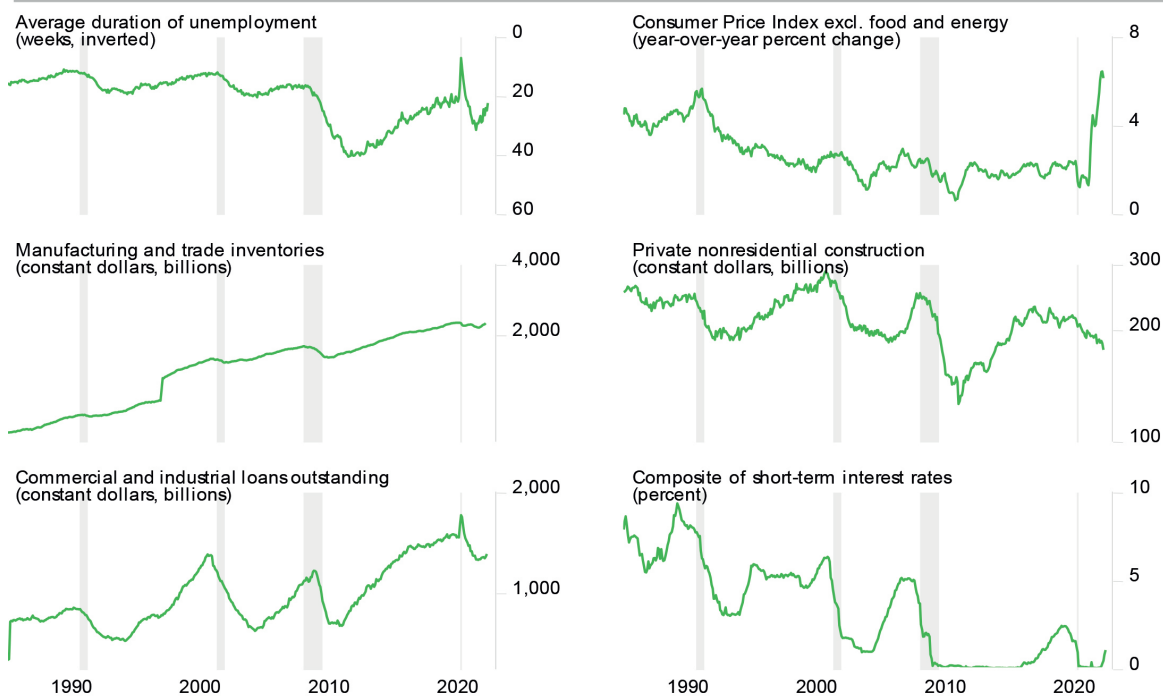 Average duration of unemployment
(weeks, inverted)
0
20
40
60
Consumer Price Index excl. food and energy
(year-over-year percent change)
8
4
0
Manufacturing and trade inventories
(constant dollars, billions)
4,000
2,000
Private nonresidential construction
(constant dollars, billions)
300
200
100
Commercial and industrial loans outstanding
(constant dollars, billions)
2,000
1,000
1990 2000 2010 2020
Composite of short-term interest rates
(percent)
10
5
0
1990 2000 2010 2020